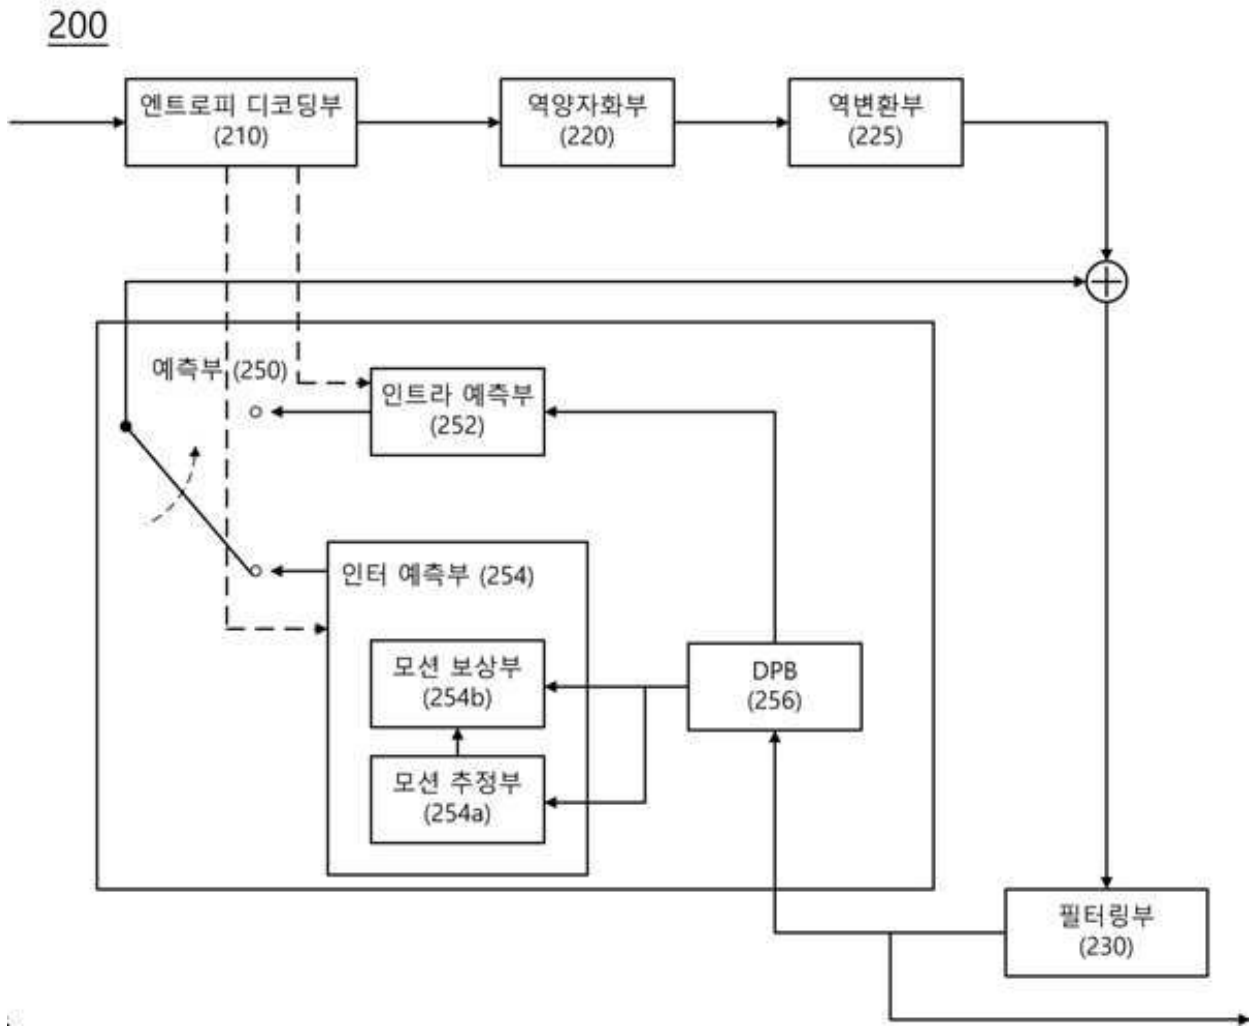 200
엔트로피 디코딩부
(210)
역양자화부
(220)
역변환부
(225)
예측부 (250)
인트라 예측부
(252)
인터 예측부 (254)
모션 보상부
(254b)
모션 추정부
(254a)
DPB
(256)
필터링부
(230)